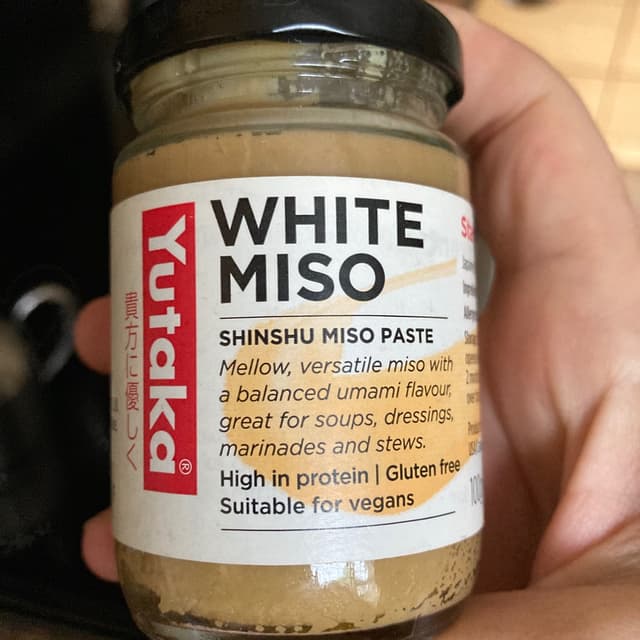 WHITE
MISO
SHINSHU MISO PASTE
Mellow, versatile miso with
a balanced umami flavour,
great for soups, dressings,
marinades and stews.
High in protein | Gluten free
Suitable for vegans
Yutaka®
貴方に優しく